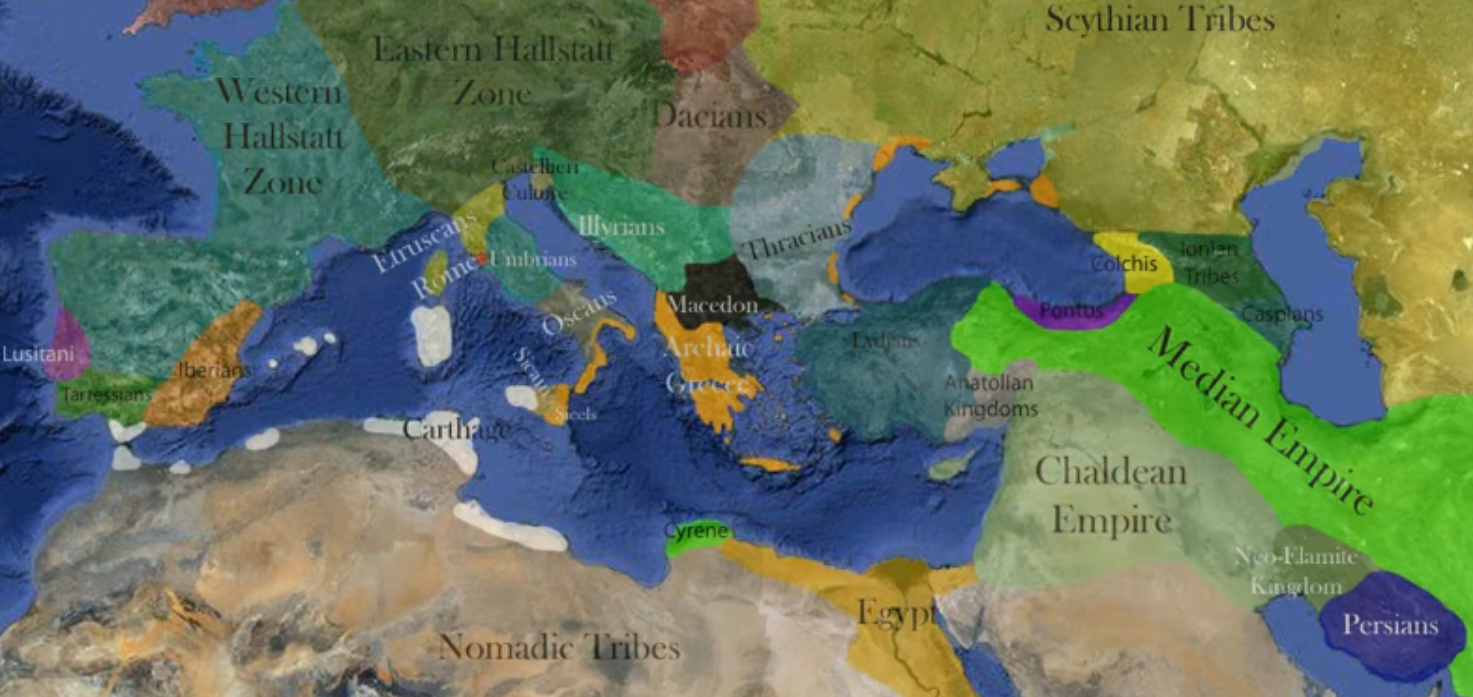 Scythian Tribes
Eastern Hallstatt
Zone
Western
Hallstatt
Zone
Dacians
Castellieri
Culture
Etruscans
Rome
Umbrians
Illyrians
Thracians
Colchis
Ionian
Tribes
Oscans
Macedon
Pontus
Caspians
Lusitani
Tartessians
Iberians
Sicani
Sicels
Archaic
Greece
Lydians
Anatolian
Kingdoms
Median Empire
Carthage
Chaldean
Empire
Cyrene
Neo-Elamite
Kingdom
Egypt
Persians
Nomadic Tribes